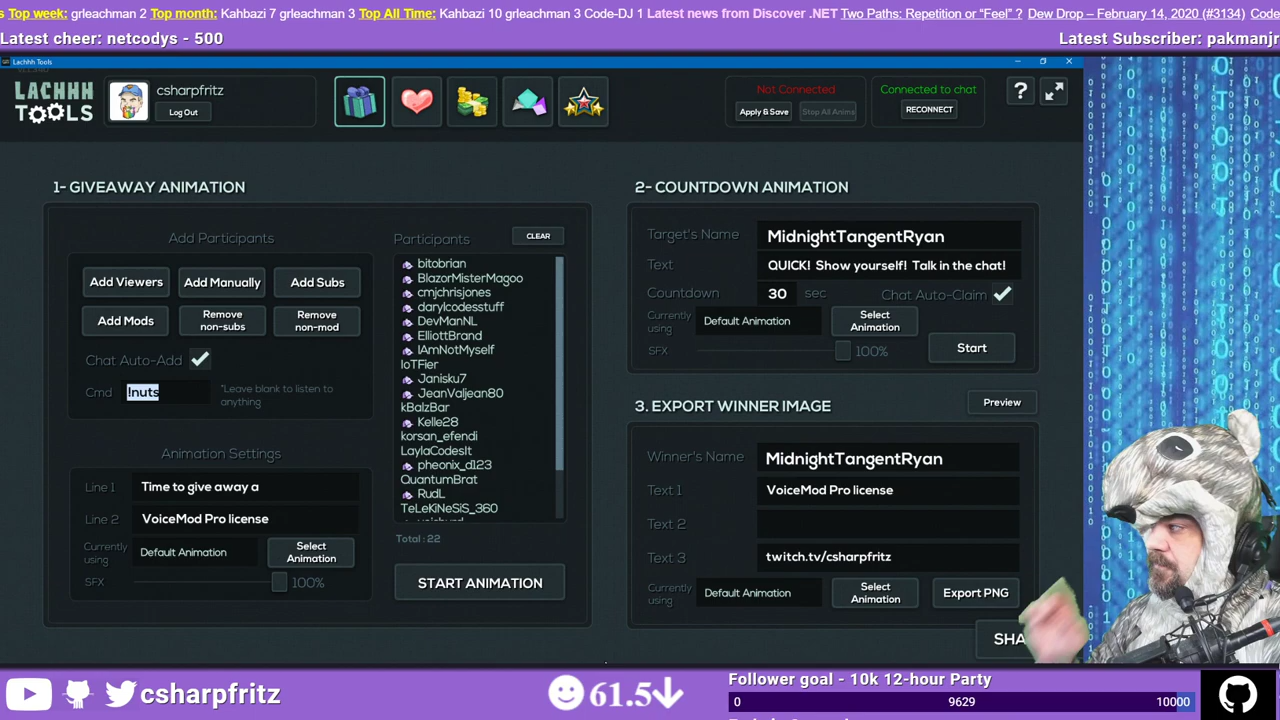 s Top week: grleachman 2 Top month: Kahbazi 7 grleachman 3 Top All Time: Kahbazi 10 grleachman 3 Code-DJ 1 Latest news from Discover .NET Two Paths: Repetition or “Feel” ? Dew Drop – February 14, 2020 (#3134) Cod
Latest cheer: netcodys - 500
Latest Subscriber: pakmanjr
Lachhh Tools
LACHHH TOOLS
csharpfritz
Log Out
Not Connected
Apply & Save
Stop All Anims
Connected to chat
RECONNECT
?
1- GIVEAWAY ANIMATION
Add Participants
Add Viewers
Add Manually
Add Subs
Add Mods
Remove non-subs
Remove non-mod
Chat Auto-Add
Cmd
!nuts
*Leave blank to listen to
anything
Animation Settings
Line 1
Time to give away a
Line 2
VoiceMod Pro license
Currently using
Default Animation
Select Animation
SFX
100%
Participants
CLEAR
bitobrian
BlazorMisterMagoo
cmjchrisjones
darylcodesstuff
DevManNL
ElliottBrand
IAmNotMyself
IoTFier
Janisku7
JeanValjean80
kBalzBar
Kelle28
korsan_efendi
LaylaCodesIt
pheonix_d123
QuantumBrat
RudL
TeLeKiNeSiS_360
Total : 22
START ANIMATION
2- COUNTDOWN ANIMATION
Target's Name
MidnightTangentRyan
Text
QUICK! Show yourself! Talk in the chat!
Countdown
30
sec
Chat Auto-Claim
Currently using
Default Animation
Select Animation
SFX
100%
Start
3. EXPORT WINNER IMAGE
Preview
Winner's Name
MidnightTangentRyan
Text 1
VoiceMod Pro license
Text 2
Text 3
twitch.tv/csharpfritz
Currently using
Default Animation
Select Animation
Export PNG
SHA
csharpfritz
61.5
Follower goal - 10k 12-hour Party
0
9629
10000